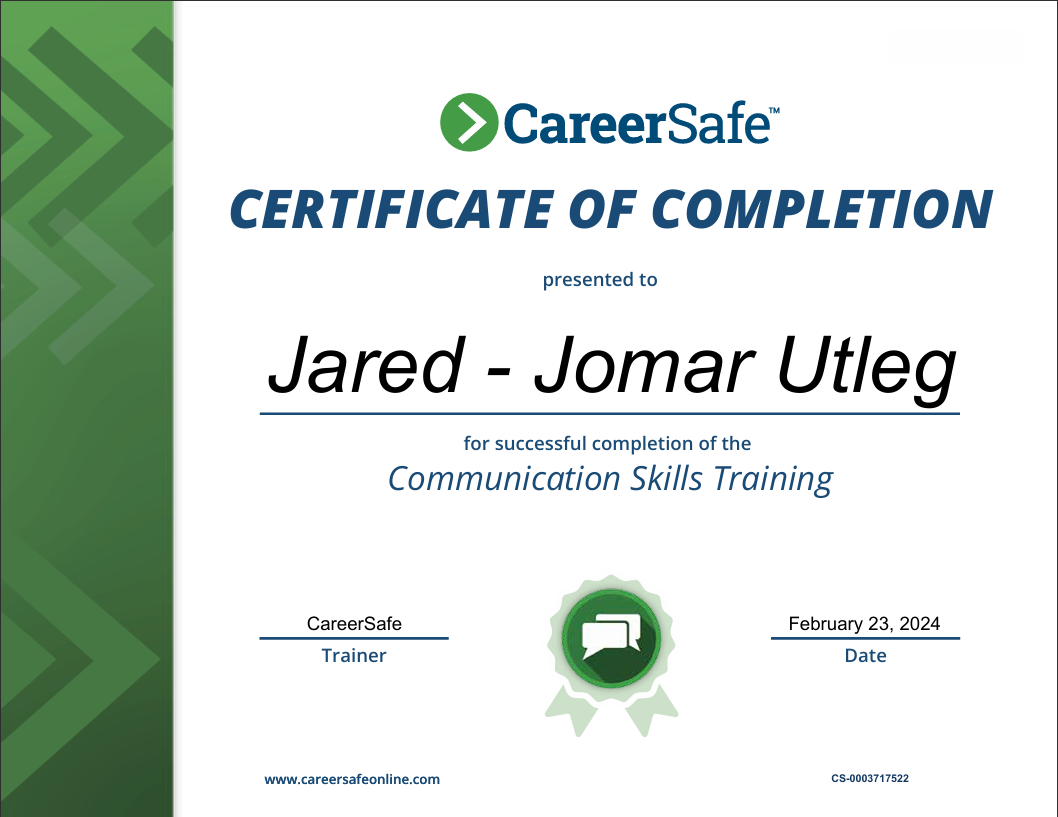 CareerSafe™
CERTIFICATE OF COMPLETION
presented to
Jared - Jomar Utleg
for successful completion of the
Communication Skills Training
CareerSafe
Trainer
February 23, 2024
Date
www.careersafeonline.com
CS-0003717522